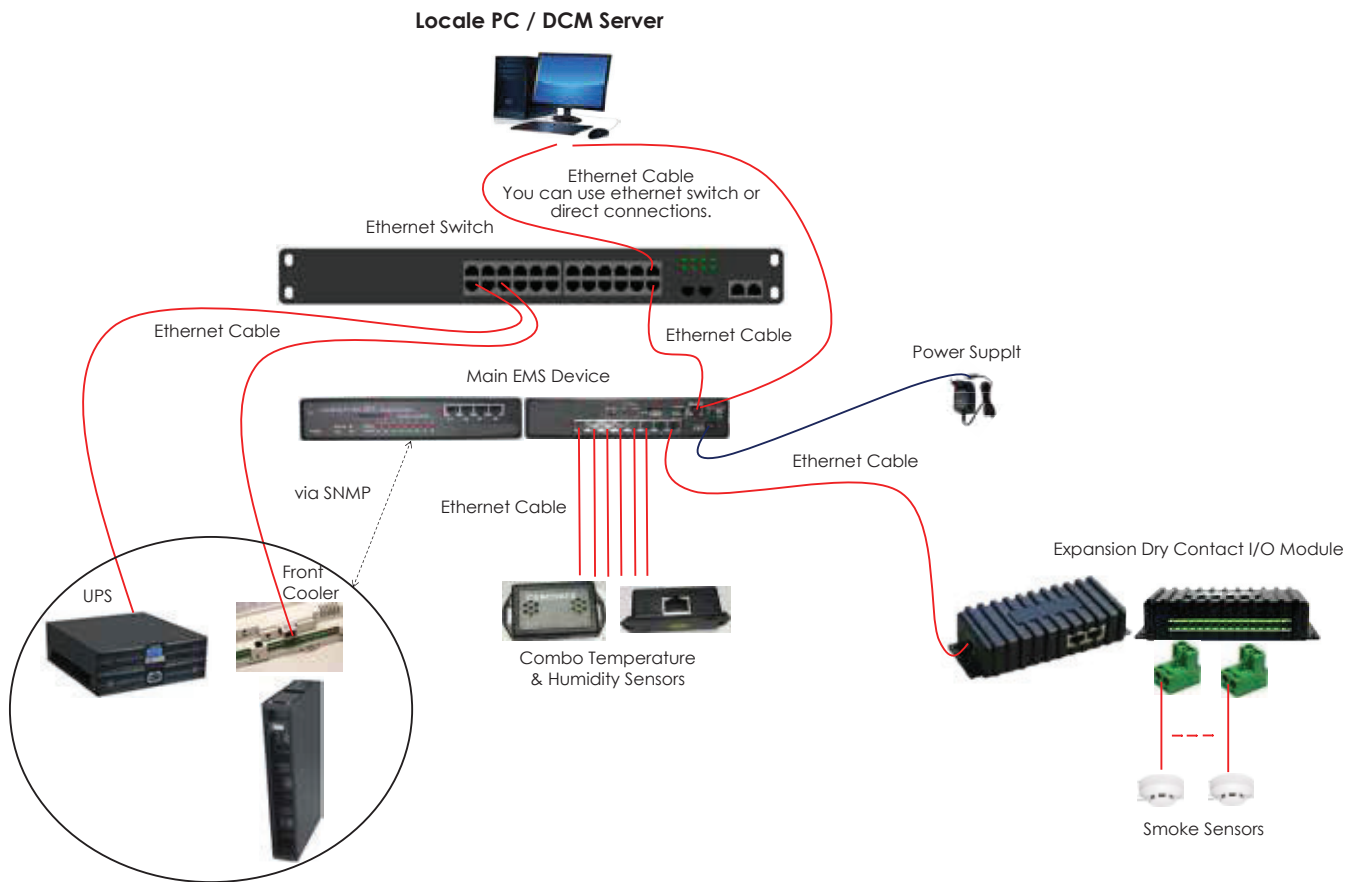 Locale PC / DCM Server
Ethernet Cable
You can use ethernet switch or
direct connections.
Ethernet Switch
Ethernet Cable
Ethernet Cable
Power Supplt
Main EMS Device
Ethernet Cable
via SNMP
Ethernet Cable
Expansion Dry Contact I/O Module
Front
Cooler
UPS
Combo Temperature
& Humidity Sensors
Smoke Sensors